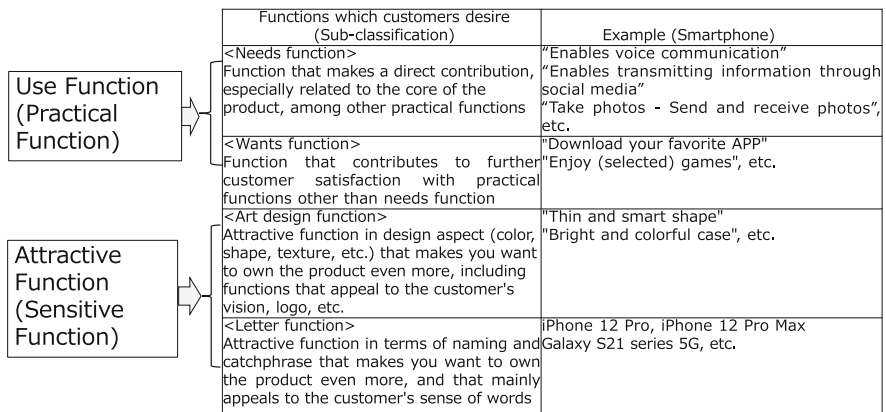 Functions which customers desire
(Sub-classification)
Example (Smartphone)
Use Function
(Practical
Function)
<Needs function>
Function that makes a direct contribution,
especially related to the core of the
product, among other practical functions
“Enables voice communication”
“Enables transmitting information through
social media”
“Take photos - Send and receive photos”,
etc.
<Wants function>
Function that contributes to further
customer satisfaction with practical
functions other than needs function
"Download your favorite APP"
"Enjoy (selected) games", etc.
Attractive
Function
(Sensitive
Function)
<Art design function>
Attractive function in design aspect (color,
shape, texture, etc.) that makes you want
to own the product even more, including
functions that appeal to the customer's
vision, logo, etc.
"Thin and smart shape"
"Bright and colorful case", etc.
<Letter function>
Attractive function in terms of naming and
catchphrase that makes you want to own
the product even more, and that mainly
appeals to the customer's sense of words
iPhone 12 Pro, iPhone 12 Pro Max
Galaxy S21 series 5G, etc.